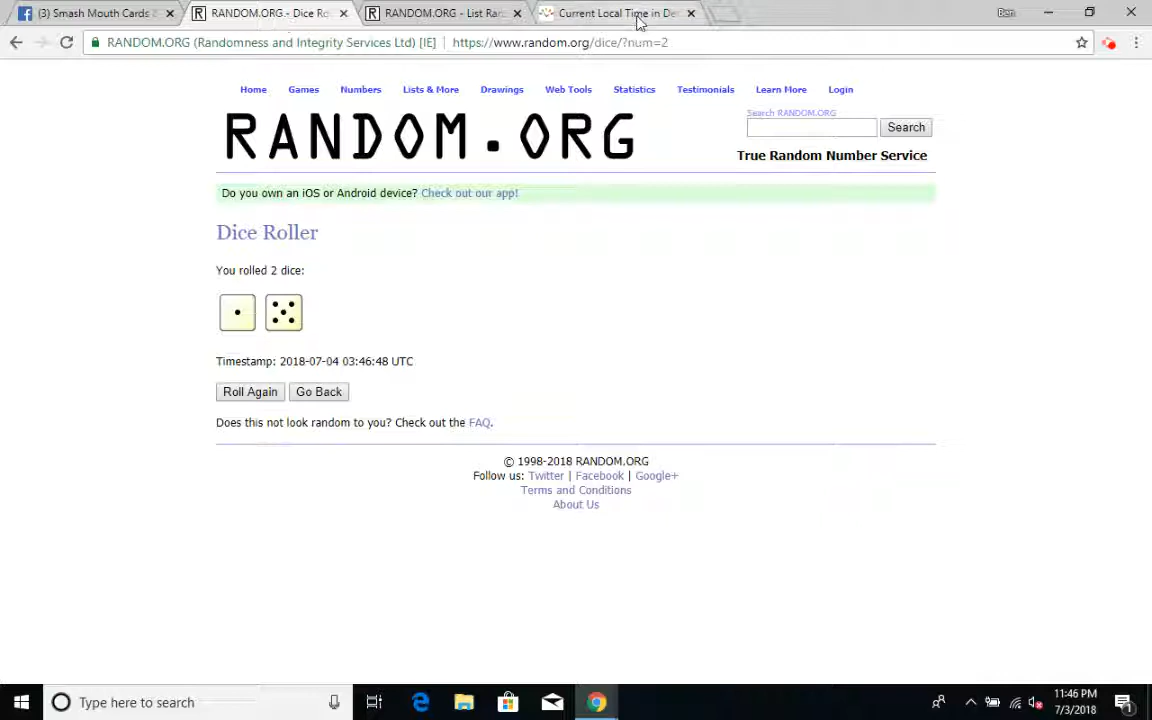 (3) Smash Mouth Cards &
RANDOM.ORG - Dice Ro
RANDOM.ORG - List Ran
Current Local Time in De
RANDOM.ORG (Randomness and Integrity Services Ltd) [IE]
https://www.random.org/dice/?num=2
Home Games Numbers Lists & More Drawings Web Tools Statistics Testimonials Learn More Login
RANDOM.ORG
Search RANDOM.ORG
Search
True Random Number Service
Do you own an iOS or Android device? Check out our app!
Dice Roller
You rolled 2 dice:
Timestamp: 2018-07-04 03:46:48 UTC
Roll Again Go Back
Does this not look random to you? Check out the FAQ.
© 1998-2018 RANDOM.ORG
Follow us: Twitter | Facebook | Google+
Terms and Conditions
About Us
Type here to search
11:46 PM
7/3/2018
1